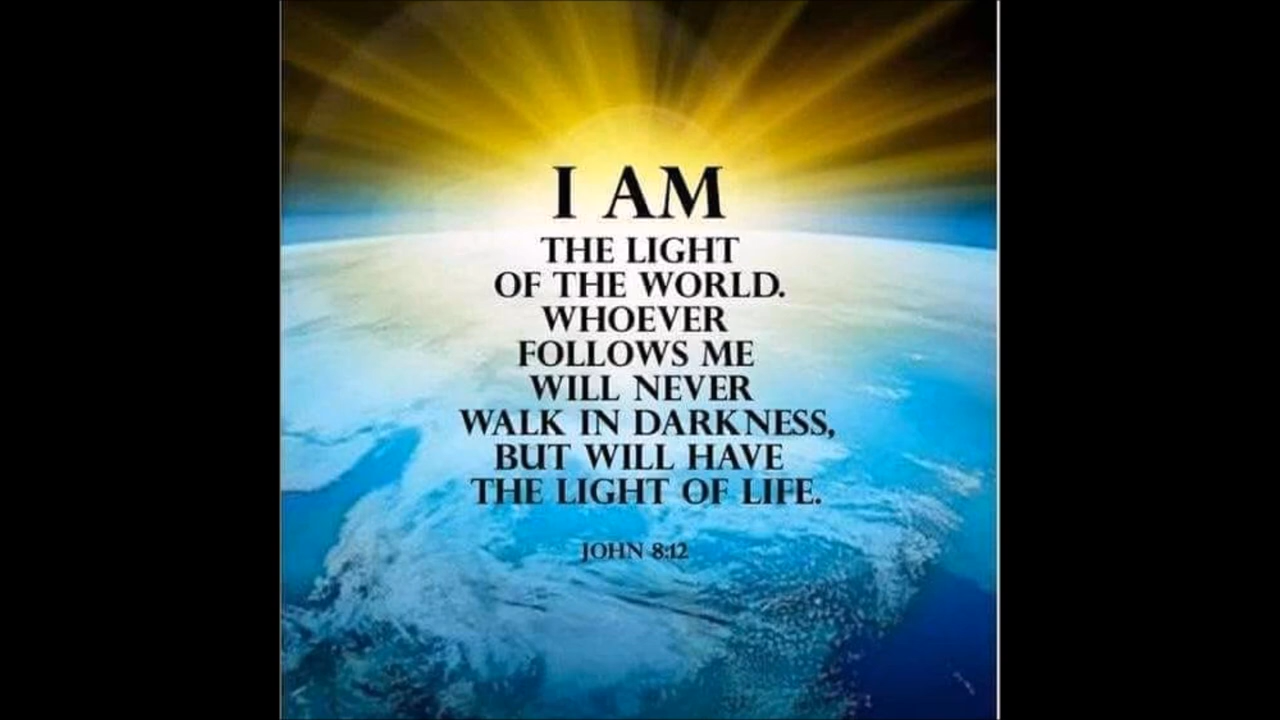 I AM
THE LIGHT
OF THE WORLD.
WHOEVER
FOLLOWS ME
WILL NEVER
WALK IN DARKNESS,
BUT WILL HAVE
THE LIGHT OF LIFE.
JOHN 8:12